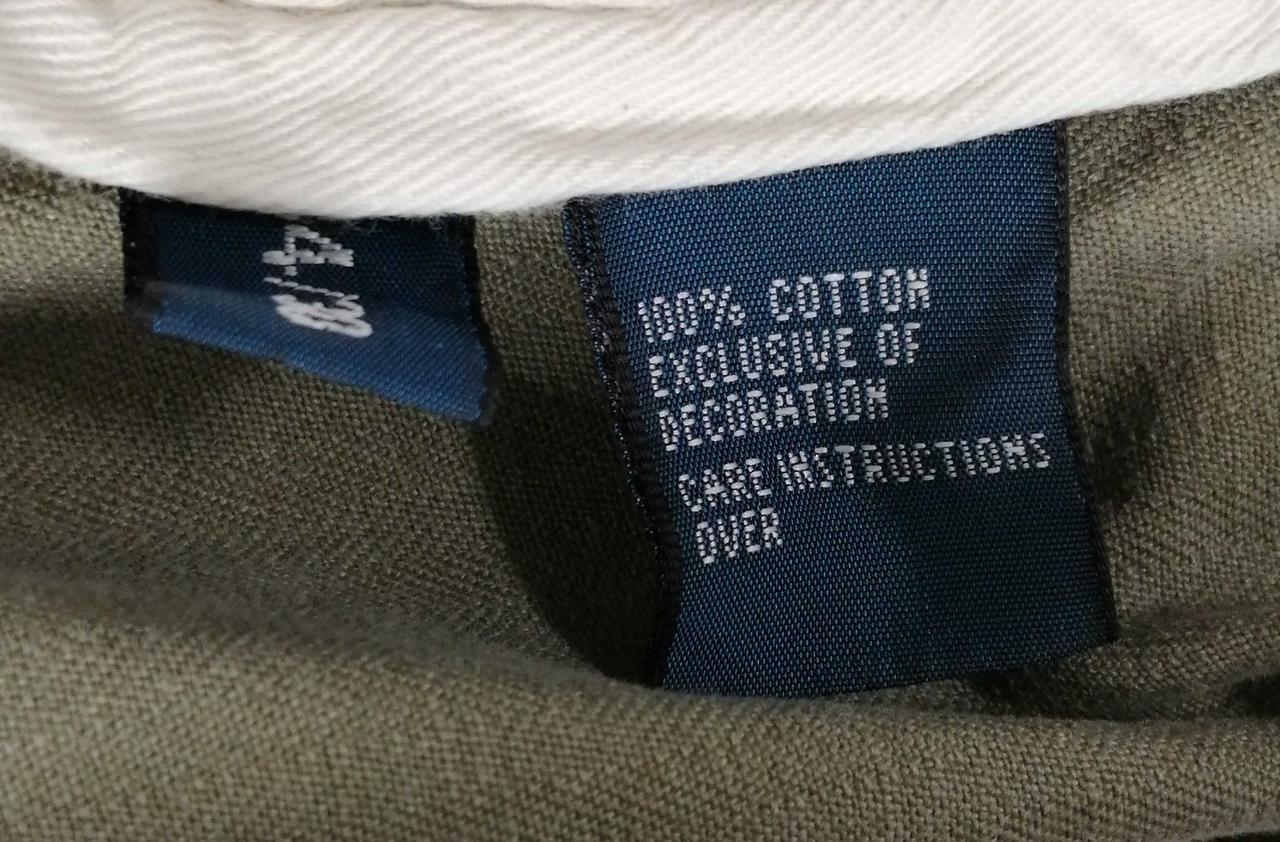 100% COTTON
EXCLUSIVE OF
DECORATION
CARE INSTRUCTIONS
OVER